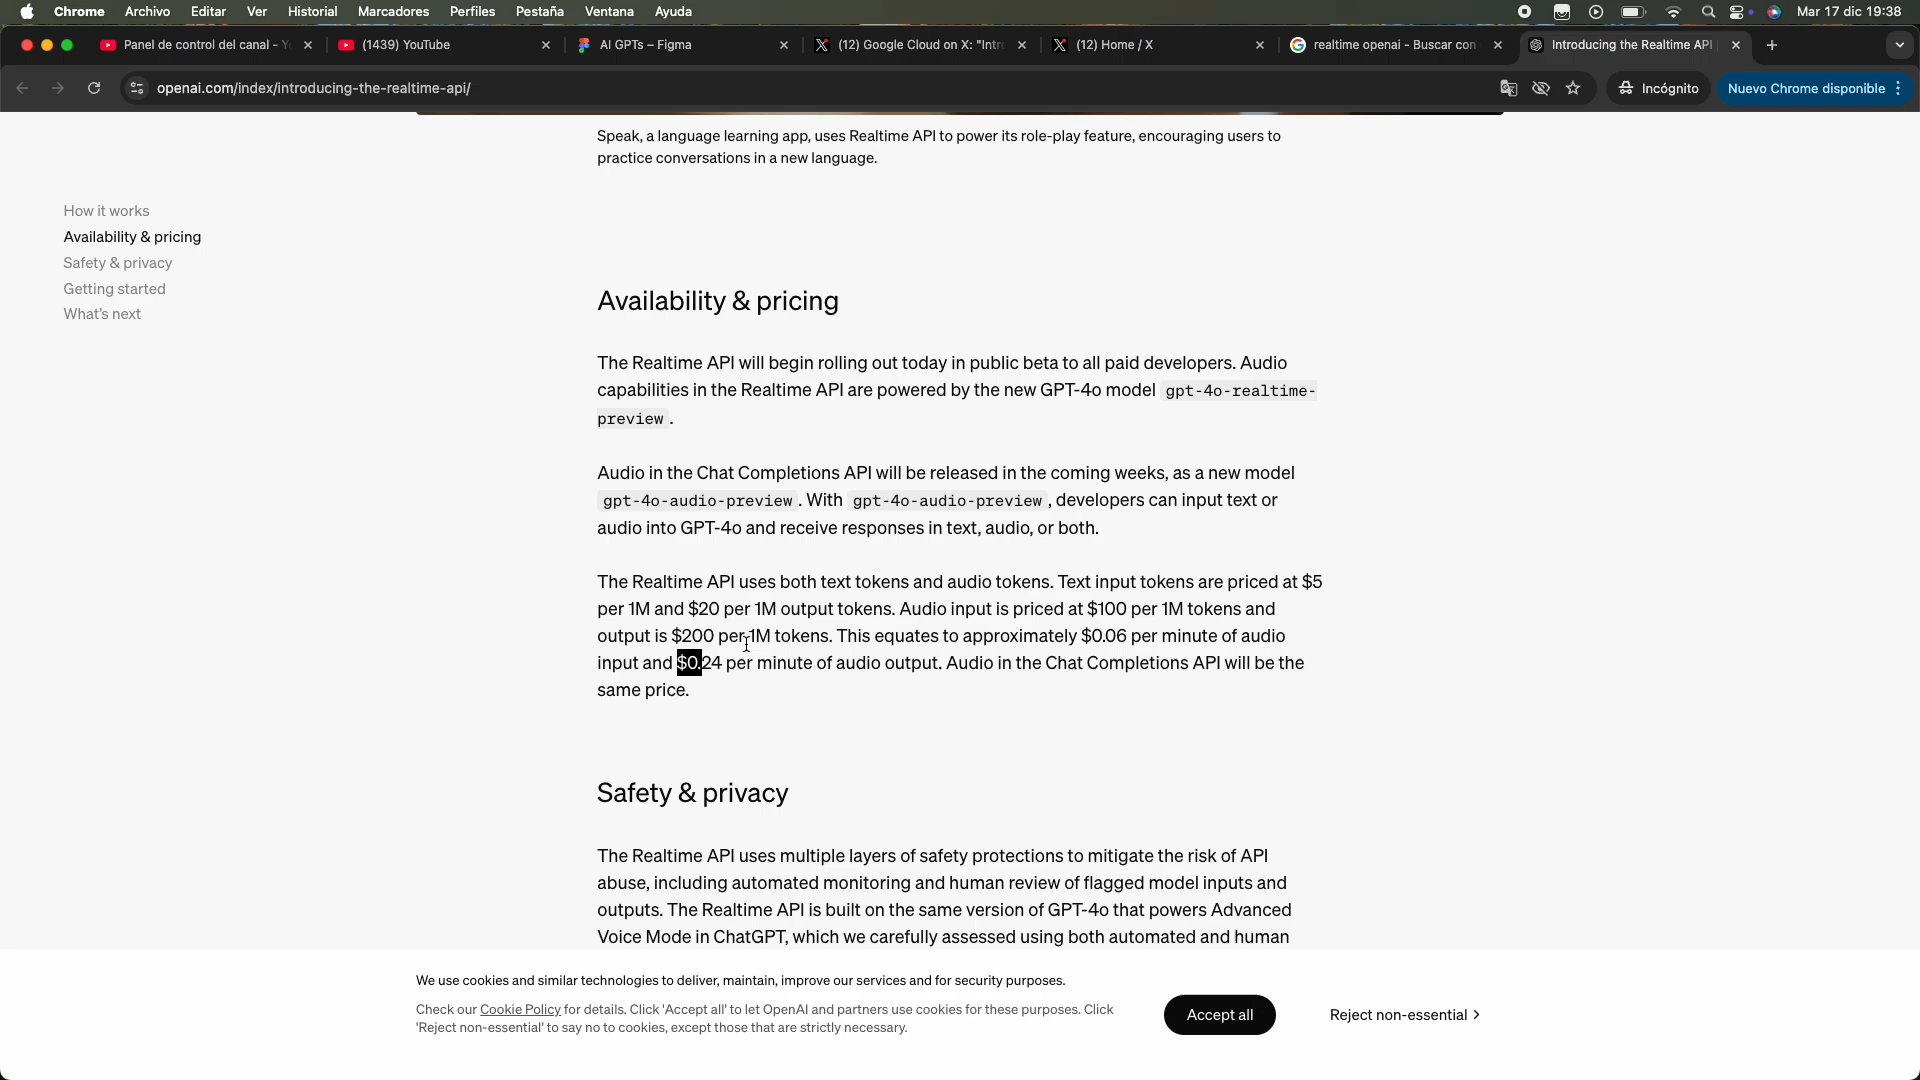 Chrome Archivo Editar Ver Historial Marcadores Perfiles Pestaña Ventana Ayuda Mar 17 dic 19:38
Panel de control del canal - Y (1439) YouTube AI GPTs – Figma (12) Google Cloud on X: "Intr (12) Home / X realtime openai - Buscar con Introducing the Realtime API
openai.com/index/introducing-the-realtime-api/ Incógnito Nuevo Chrome disponible
Speak, a language learning app, uses Realtime API to power its role-play feature, encouraging users to
practice conversations in a new language.
How it works
Availability & pricing
Safety & privacy
Getting started
What's next
Availability & pricing
The Realtime API will begin rolling out today in public beta to all paid developers. Audio
capabilities in the Realtime API are powered by the new GPT-4o model gpt-4o-realtime-
preview.
Audio in the Chat Completions API will be released in the coming weeks, as a new model
gpt-4o-audio-preview. With gpt-4o-audio-preview, developers can input text or
audio into GPT-4o and receive responses in text, audio, or both.
The Realtime API uses both text tokens and audio tokens. Text input tokens are priced at $5
per 1M and $20 per 1M output tokens. Audio input is priced at $100 per 1M tokens and
output is $200 per 1M tokens. This equates to approximately $0.06 per minute of audio
input and $0.24 per minute of audio output. Audio in the Chat Completions API will be the
same price.
Safety & privacy
The Realtime API uses multiple layers of safety protections to mitigate the risk of API
abuse, including automated monitoring and human review of flagged model inputs and
outputs. The Realtime API is built on the same version of GPT-4o that powers Advanced
Voice Mode in ChatGPT, which we carefully assessed using both automated and human
We use cookies and similar technologies to deliver, maintain, improve our services and for security purposes.
Check our Cookie Policy for details. Click 'Accept all' to let OpenAI and partners use cookies for these purposes. Click
'Reject non-essential' to say no to cookies, except those that are strictly necessary.
Accept all
Reject non-essential